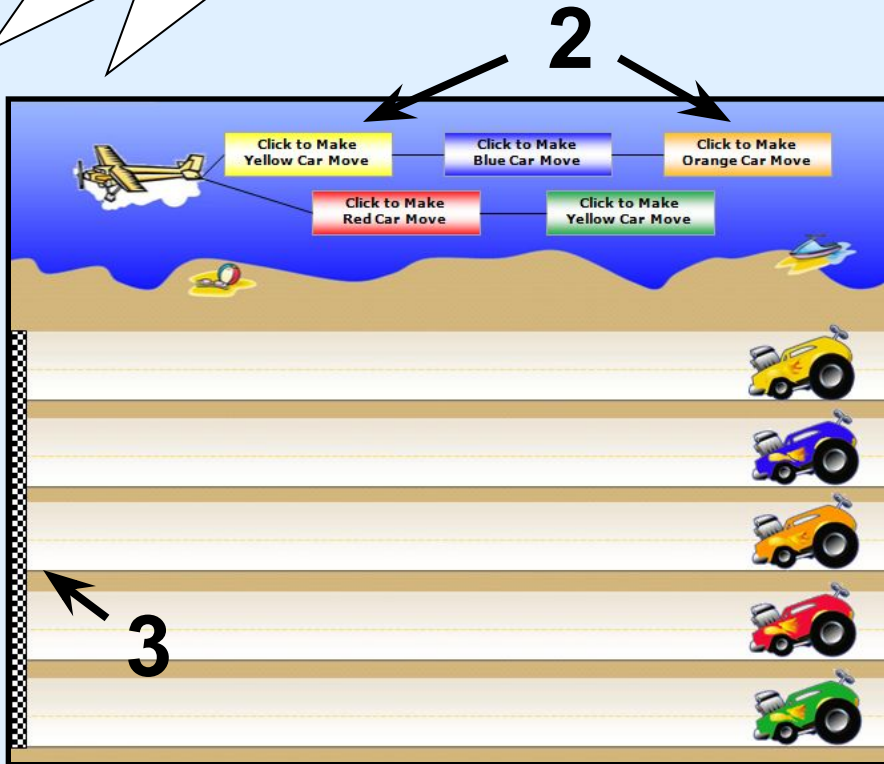 2
Click to Make
Yellow Car Move
Click to Make
Blue Car Move
Click to Make
Orange Car Move
Click to Make
Red Car Move
Click to Make
Yellow Car Move
3